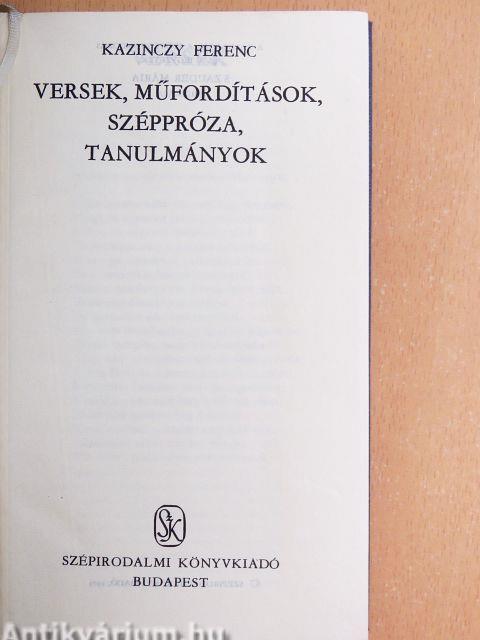 KAZINCZY FERENC
VERSEK, MŰFORDÍTÁSOK,
SZÉPPRÓZA,
TANULMÁNYOK
SzK
SZÉPIRODALMI KÖNYVKIADÓ
BUDAPEST
Antikvárium.hu